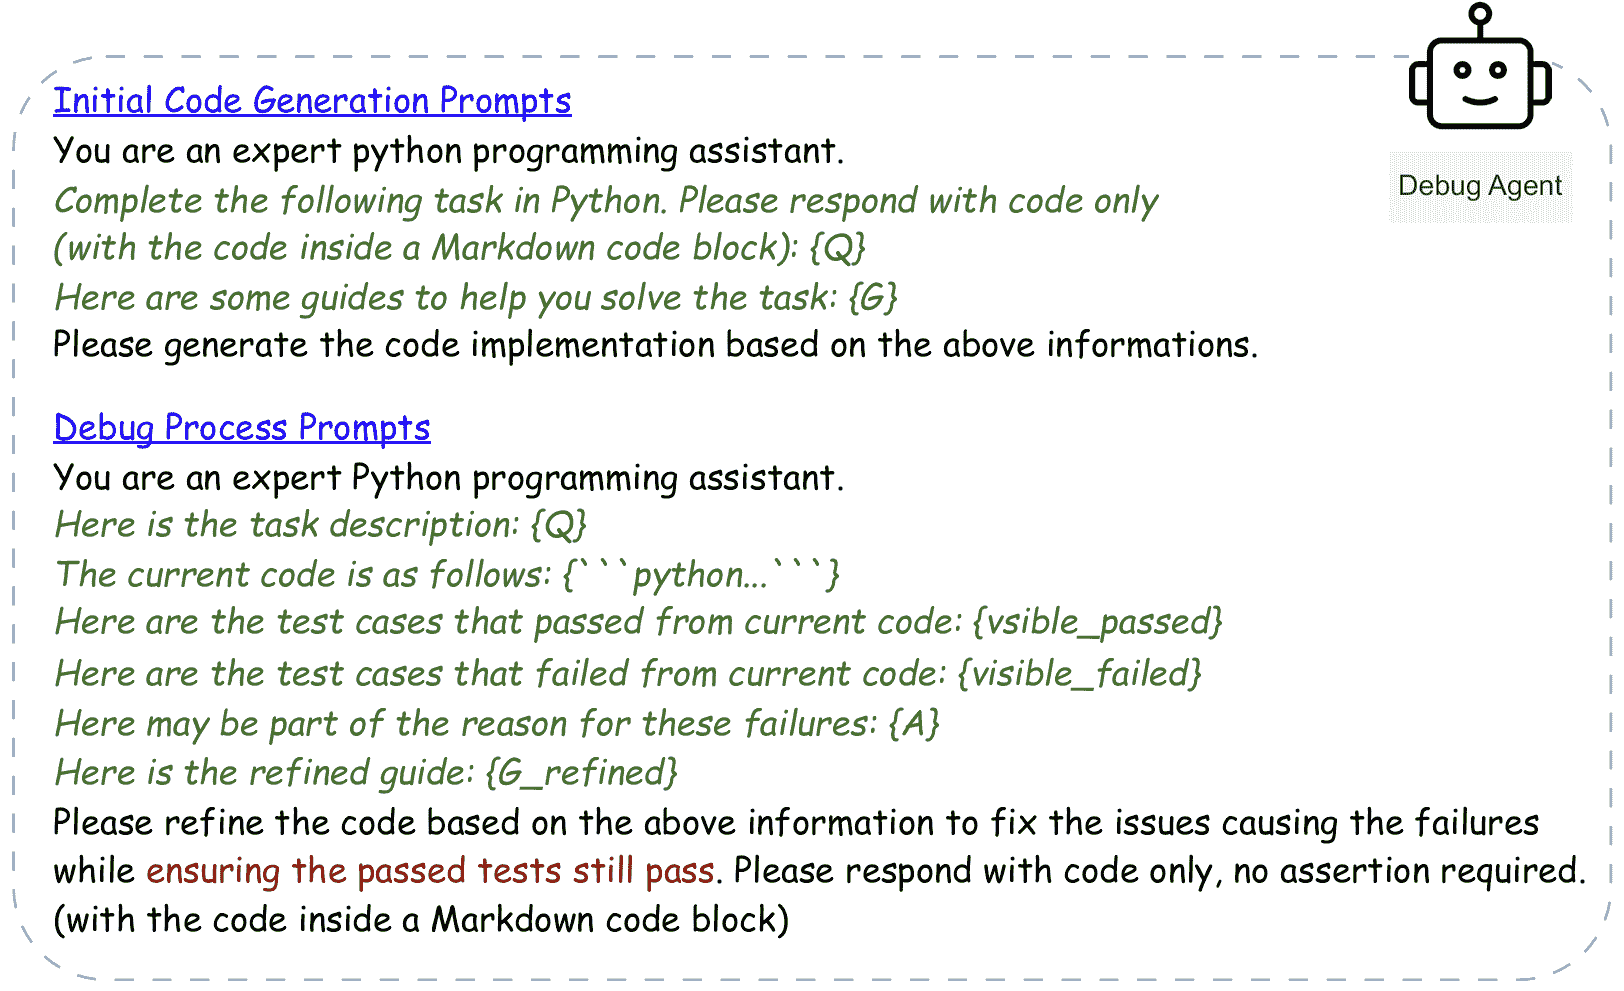 Initial Code Generation Prompts
You are an expert python programming assistant.
Complete the following task in Python. Please respond with code only
(with the code inside a Markdown code block): {Q}
Here are some guides to help you solve the task: {G}
Please generate the code implementation based on the above informations.
Debug Agent
Debug Process Prompts
You are an expert Python programming assistant.
Here is the task description: {Q}
The current code is as follows: {```python...```}
Here are the test cases that passed from current code: {vsible_passed}
Here are the test cases that failed from current code: {visible_failed}
Here may be part of the reason for these failures: {A}
Here is the refined guide: {G_refined}
Please refine the code based on the above information to fix the issues causing the failures
while ensuring the passed tests still pass. Please respond with code only, no assertion required.
(with the code inside a Markdown code block)